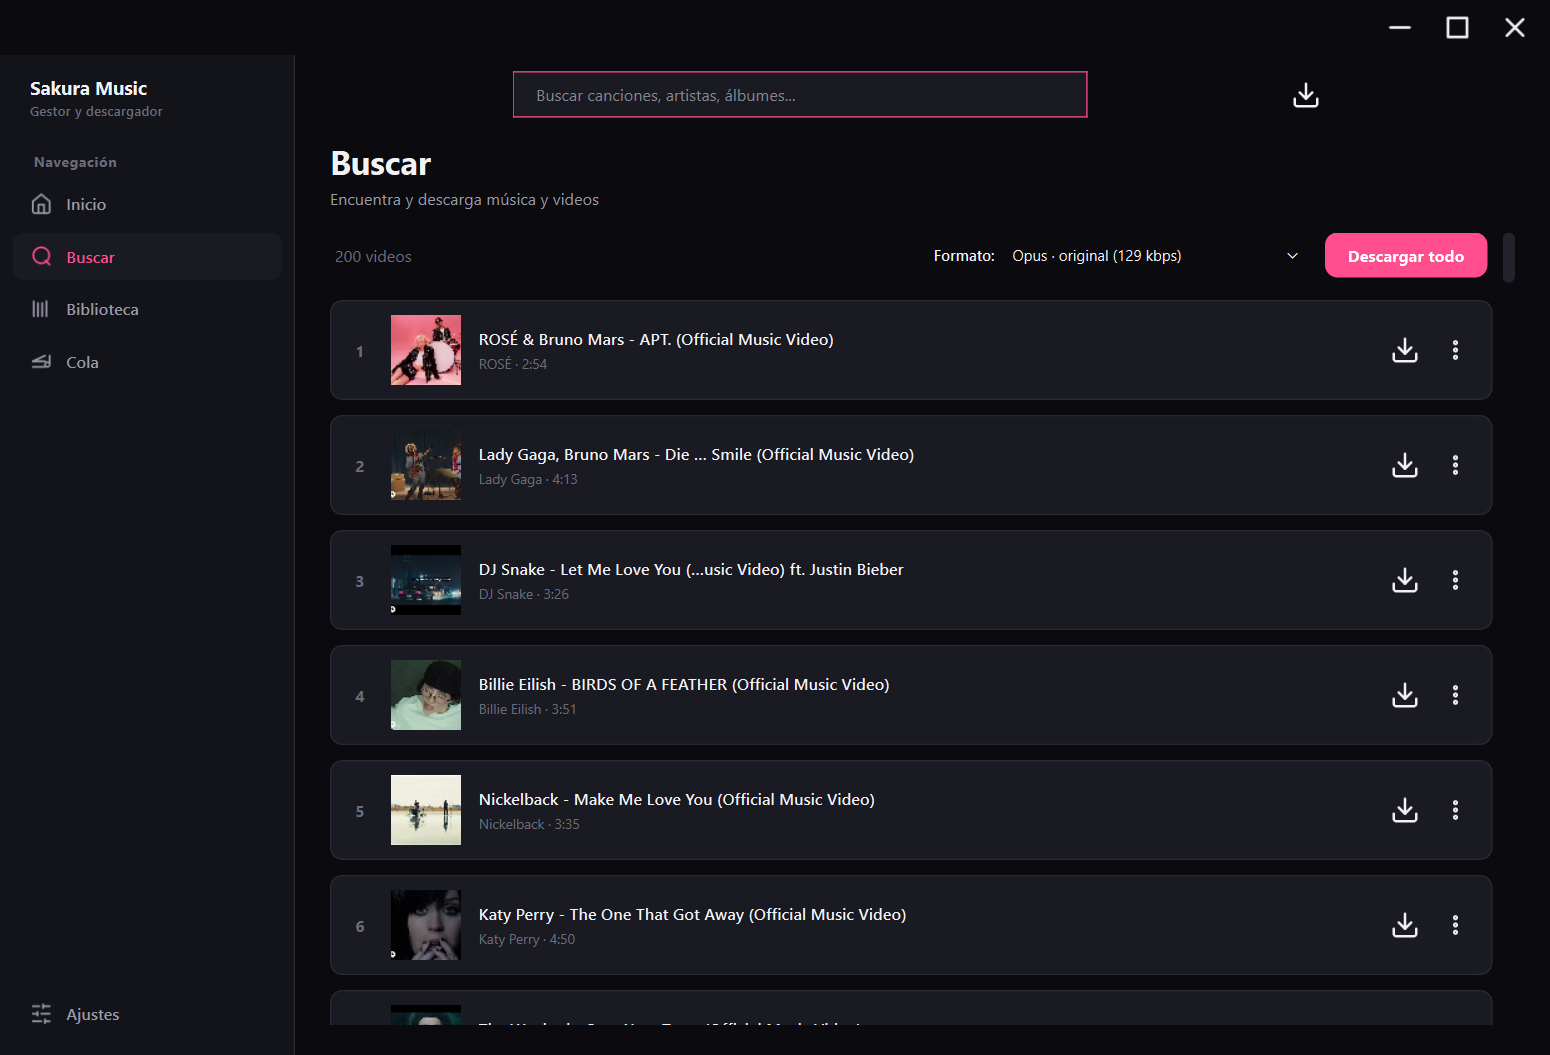 Sakura Music
Gestor y descargador
Navegación
Inicio
Buscar
Biblioteca
Cola
Ajustes
Buscar canciones, artistas, álbumes...
Buscar
Encuentra y descarga música y videos
200 videos
Formato: Opus · original (129 kbps)
Descargar todo
1
ROSÉ & Bruno Mars - APT. (Official Music Video)
ROSÉ · 2:54
2
Lady Gaga, Bruno Mars - Die ... Smile (Official Music Video)
Lady Gaga · 4:13
3
DJ Snake - Let Me Love You (...usic Video) ft. Justin Bieber
DJ Snake · 3:26
4
Billie Eilish - BIRDS OF A FEATHER (Official Music Video)
Billie Eilish · 3:51
5
Nickelback - Make Me Love You (Official Music Video)
Nickelback · 3:35
6
Katy Perry - The One That Got Away (Official Music Video)
Katy Perry · 4:50